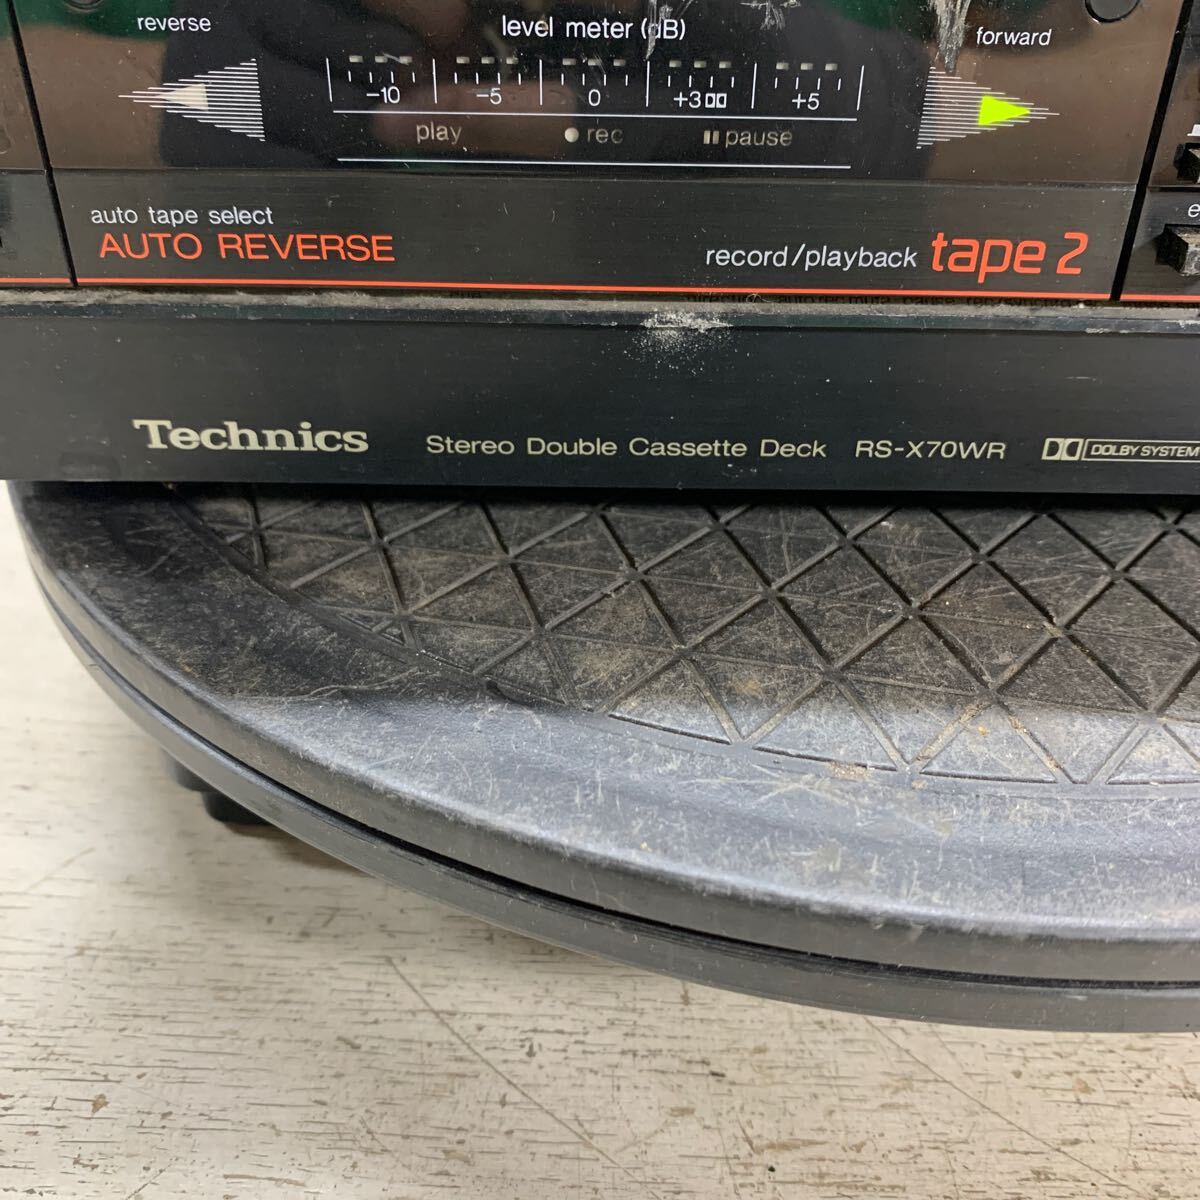 reverse
level meter (dB)
forward
-10 -5 0 +3 +5
play rec pause
auto tape select
AUTO REVERSE
record/playback tape 2
Technics Stereo Double Cassette Deck RS-X70WR DOLBY SYSTEM